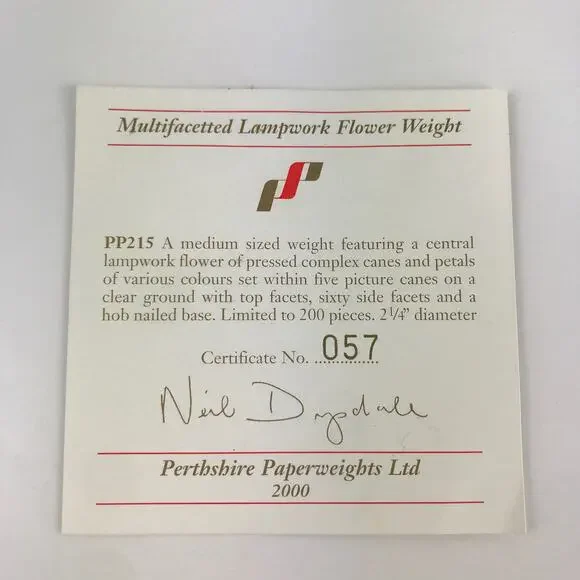 Multifacetted Lampwork Flower Weight
PP215 A medium sized weight featuring a central
lampwork flower of pressed complex canes and petals
of various colours set within five picture canes on a
clear ground with top facets, sixty side facets and a
hob nailed base. Limited to 200 pieces. 2¼" diameter
Certificate No. ...057...
Neil Drysdale
Perthshire Paperweights Ltd
2000